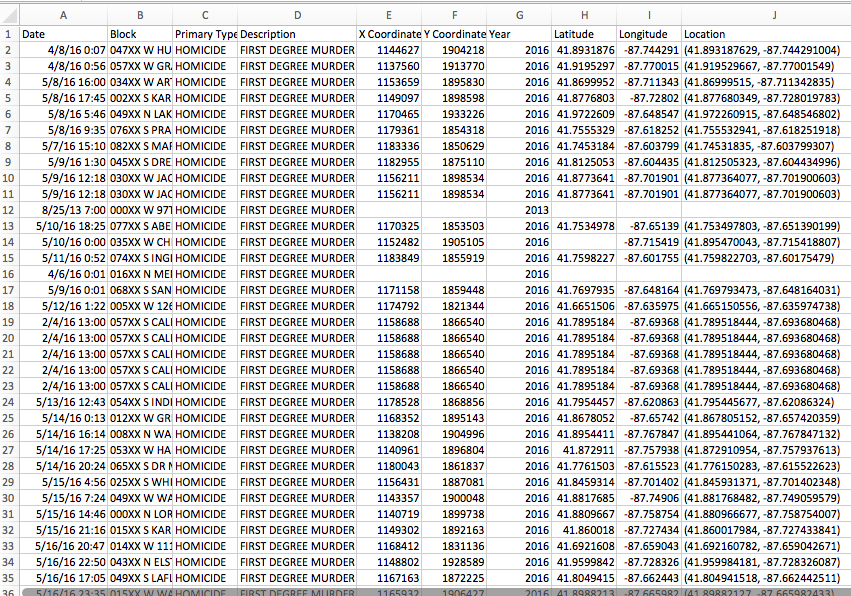 A B C D E F G H I J
1 Date Block Primary Type Description X Coordinate Y Coordinate Year Latitude Longitude Location
2 4/8/16 0:07 047XX W HU HOMICIDE FIRST DEGREE MURDER 1144627 1904218 2016 41.8931876 -87.744291 (41.893187629, -87.744291004)
3 4/8/16 0:56 057XX W GR HOMICIDE FIRST DEGREE MURDER 1137560 1913770 2016 41.9195297 -87.770015 (41.919529667, -87.77001549)
4 5/8/16 16:00 034XX W AR HOMICIDE FIRST DEGREE MURDER 1153659 1895830 2016 41.8699952 -87.711343 (41.86999515, -87.711342835)
5 5/8/16 17:45 002XX S KAR HOMICIDE FIRST DEGREE MURDER 1149097 1898598 2016 41.8776803 -87.72802 (41.877680349, -87.728019783)
6 5/8/16 5:46 049XX N LAK HOMICIDE FIRST DEGREE MURDER 1170465 1933226 2016 41.9722609 -87.648547 (41.972260915, -87.648546802)
7 5/8/16 9:35 076XX S PRA HOMICIDE FIRST DEGREE MURDER 1179361 1854318 2016 41.7555329 -87.618252 (41.755532941, -87.618251918)
8 5/7/16 15:10 082XX S MAR HOMICIDE FIRST DEGREE MURDER 1183336 1850629 2016 41.7453184 -87.603799 (41.74531835, -87.603799307)
9 5/9/16 1:30 045XX S DRE HOMICIDE FIRST DEGREE MURDER 1182955 1875110 2016 41.8125053 -87.604435 (41.812505323, -87.604434996)
10 5/9/16 12:18 030XX W JAC HOMICIDE FIRST DEGREE MURDER 1156211 1898534 2016 41.8773641 -87.701901 (41.877364077, -87.701900603)
11 5/9/16 12:18 030XX W JAC HOMICIDE FIRST DEGREE MURDER 1156211 1898534 2016 41.8773641 -87.701901 (41.877364077, -87.701900603)
12 8/25/13 7:00 000XX W 97T HOMICIDE FIRST DEGREE MURDER 2013
13 5/10/16 18:25 077XX S ABE HOMICIDE FIRST DEGREE MURDER 1170325 1853503 2016 41.7534978 -87.65139 (41.753497803, -87.651390199)
14 5/10/16 0:00 035XX W CH HOMICIDE FIRST DEGREE MURDER 1152482 1905105 2016 -87.715419 (41.895470043, -87.715418807)
15 5/11/16 0:52 074XX S INGI HOMICIDE FIRST DEGREE MURDER 1183849 1855919 2016 41.7598227 -87.601755 (41.759822703, -87.60175479)
16 4/6/16 0:01 016XX N MEI HOMICIDE FIRST DEGREE MURDER 2016
17 5/9/16 0:01 068XX S SAN HOMICIDE FIRST DEGREE MURDER 1171158 1859448 2016 41.7697935 -87.648164 (41.769793473, -87.648164031)
18 5/12/16 1:22 005XX W 126 HOMICIDE FIRST DEGREE MURDER 1174792 1821344 2016 41.6651506 -87.635975 (41.665150556, -87.635974738)
19 2/4/16 13:00 057XX S CALI HOMICIDE FIRST DEGREE MURDER 1158688 1866540 2016 41.7895184 -87.69368 (41.789518444, -87.693680468)
20 2/4/16 13:00 057XX S CALI HOMICIDE FIRST DEGREE MURDER 1158688 1866540 2016 41.7895184 -87.69368 (41.789518444, -87.693680468)
21 2/4/16 13:00 057XX S CALI HOMICIDE FIRST DEGREE MURDER 1158688 1866540 2016 41.7895184 -87.69368 (41.789518444, -87.693680468)
22 2/4/16 13:00 057XX S CALI HOMICIDE FIRST DEGREE MURDER 1158688 1866540 2016 41.7895184 -87.69368 (41.789518444, -87.693680468)
23 2/4/16 13:00 057XX S CALI HOMICIDE FIRST DEGREE MURDER 1158688 1866540 2016 41.7895184 -87.69368 (41.789518444, -87.693680468)
24 5/13/16 12:43 054XX S INDI HOMICIDE FIRST DEGREE MURDER 1178528 1868856 2016 41.7954457 -87.620863 (41.795445677, -87.62086324)
25 5/14/16 0:13 012XX W GR HOMICIDE FIRST DEGREE MURDER 1168352 1895143 2016 41.8678052 -87.65742 (41.867805152, -87.657420359)
26 5/14/16 16:14 008XX N WA HOMICIDE FIRST DEGREE MURDER 1138208 1904996 2016 41.8954411 -87.767847 (41.895441064, -87.767847132)
27 5/14/16 17:25 053XX W HA HOMICIDE FIRST DEGREE MURDER 1140961 1896804 2016 41.872911 -87.757938 (41.872910954, -87.757937613)
28 5/14/16 20:24 065XX S DR M HOMICIDE FIRST DEGREE MURDER 1180043 1861837 2016 41.7761503 -87.615523 (41.776150283, -87.615522623)
29 5/15/16 4:56 025XX S WHI HOMICIDE FIRST DEGREE MURDER 1156431 1887081 2016 41.8459314 -87.701402 (41.845931371, -87.701402348)
30 5/15/16 7:24 049XX W WA HOMICIDE FIRST DEGREE MURDER 1143357 1900048 2016 41.8817685 -87.74906 (41.881768482, -87.749059579)
31 5/15/16 14:46 000XX N LOR HOMICIDE FIRST DEGREE MURDER 1140719 1899738 2016 41.8809667 -87.758754 (41.880966677, -87.758754007)
32 5/15/16 21:16 015XX S KAR HOMICIDE FIRST DEGREE MURDER 1149302 1892163 2016 41.860018 -87.727434 (41.860017984, -87.727433841)
33 5/16/16 20:47 014XX W 111 HOMICIDE FIRST DEGREE MURDER 1168412 1831136 2016 41.6921608 -87.659043 (41.692160782, -87.659042671)
34 5/16/16 22:50 043XX N ELS HOMICIDE FIRST DEGREE MURDER 1148802 1928589 2016 41.9599842 -87.728326 (41.959984181, -87.728326087)
35 5/16/16 17:05 049XX S LAFL HOMICIDE FIRST DEGREE MURDER 1167163 1872225 2016 41.8049415 -87.662443 (41.804941518, -87.662442511)
36 5/16/16 23:35 015XX W WA HOMICIDE FIRST DEGREE MURDER 1165932 1906427 2016